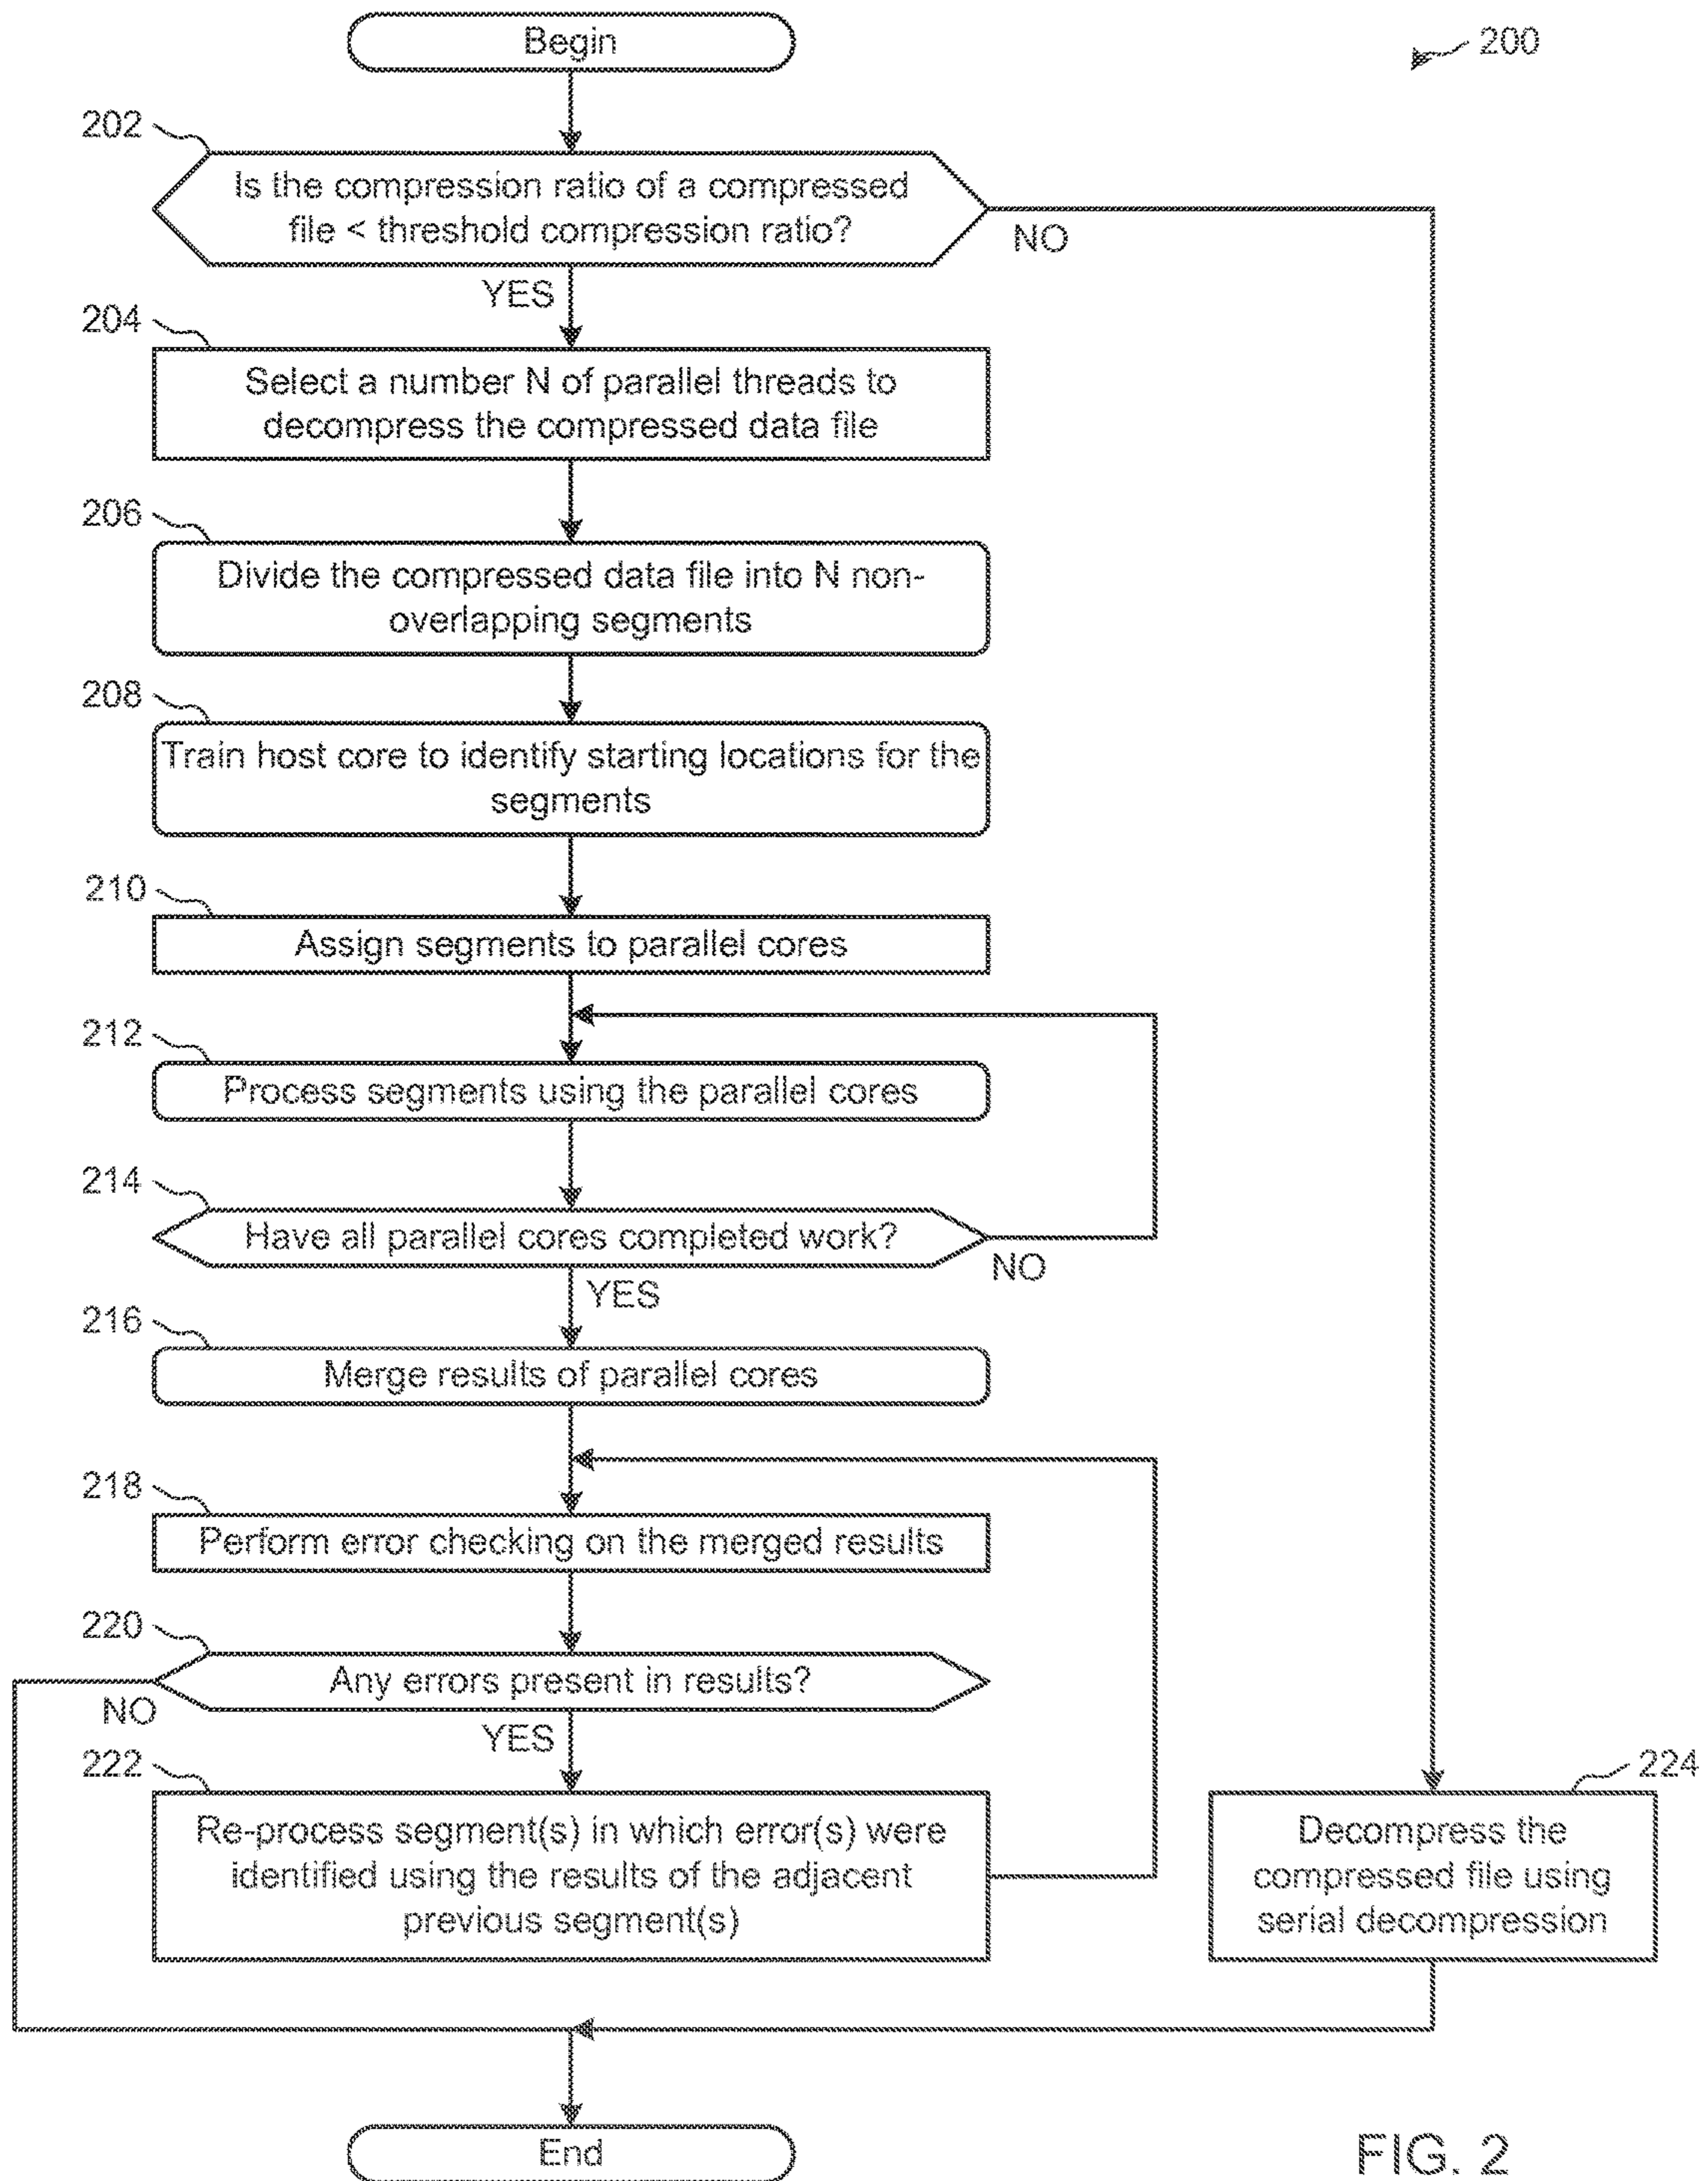 Begin
200
202
Is the compression ratio of a compressed
file < threshold compression ratio?
NO
YES
204
Select a number N of parallel threads to
decompress the compressed data file
206
Divide the compressed data file into N non-
overlapping segments
208
Train host core to identify starting locations for the
segments
210
Assign segments to parallel cores
212
Process segments using the parallel cores
214
Have all parallel cores completed work?
NO
YES
216
Merge results of parallel cores
218
Perform error checking on the merged results
220
Any errors present in results?
NO
YES
222
Re-process segment(s) in which error(s) were
identified using the results of the adjacent
previous segment(s)
224
Decompress the
compressed file using
serial decompression
End
FIG. 2